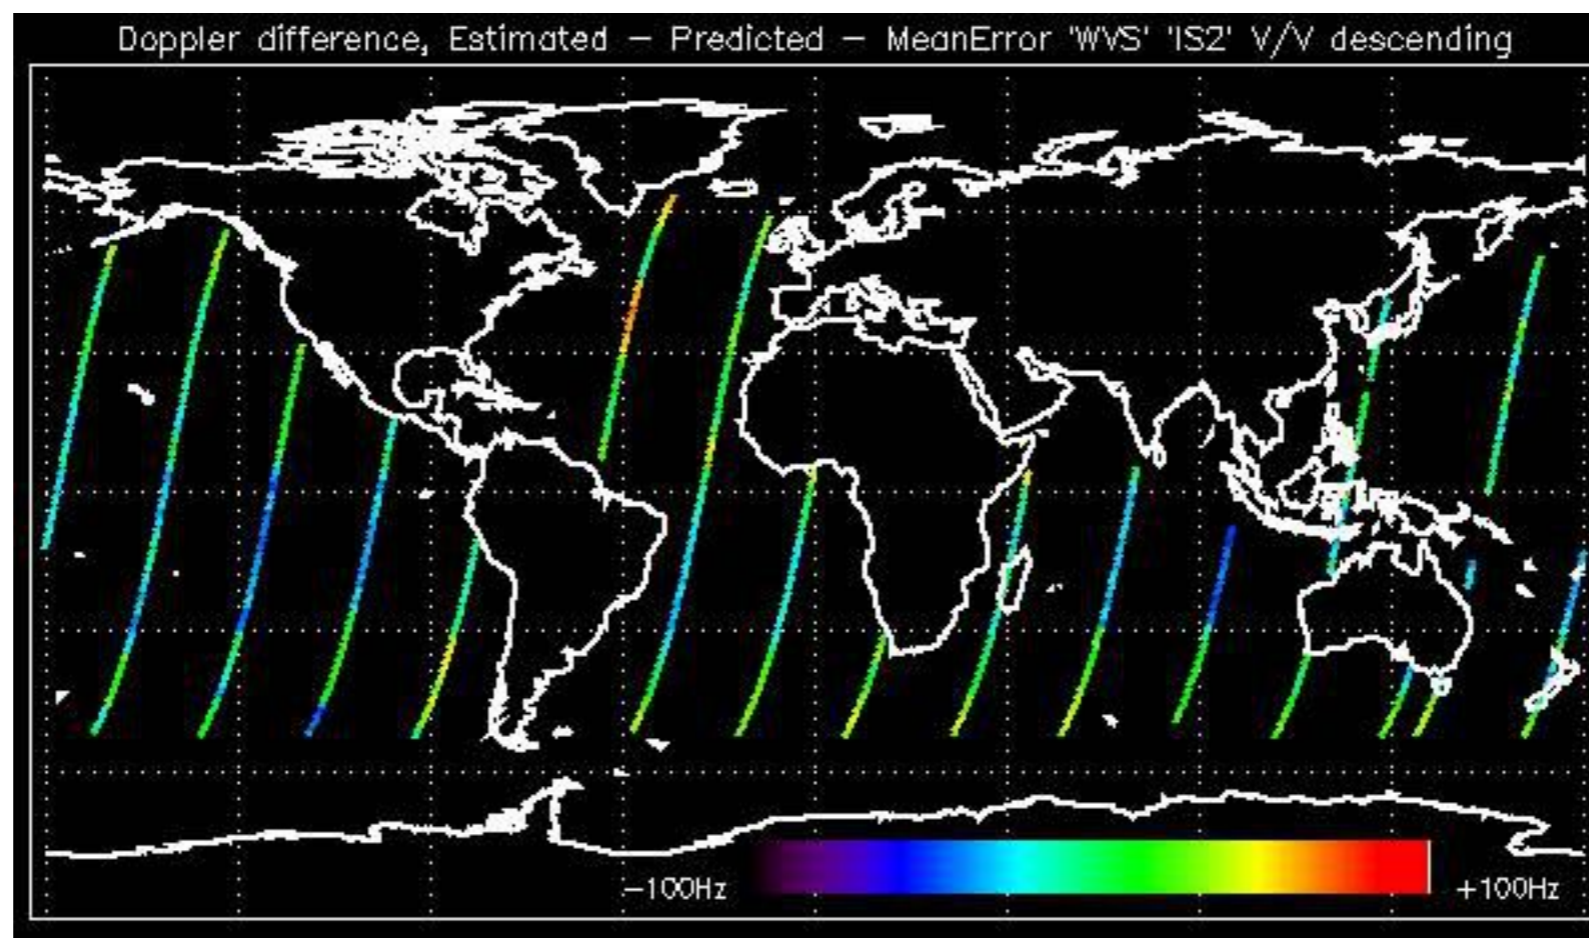 Doppler difference, Estimated – Predicted – MeanError 'WVS' 'IS2' V/V descending
–100Hz +100Hz